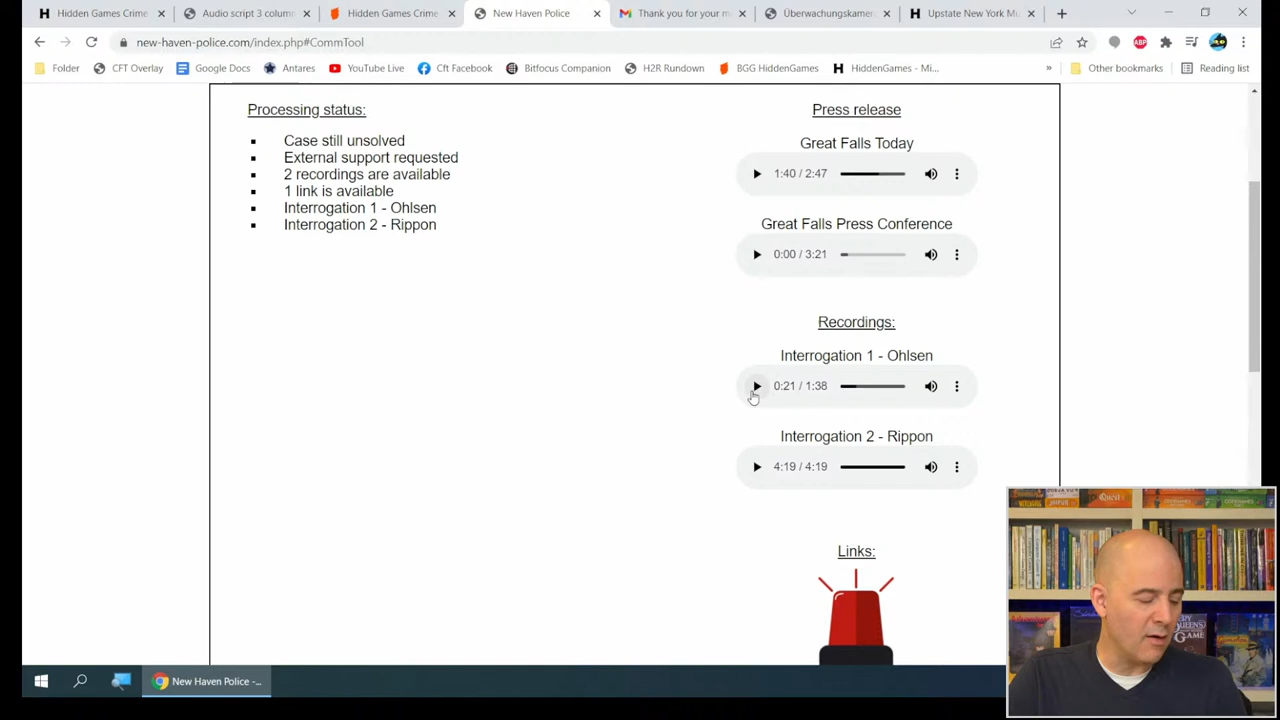 Hidden Games Crime
Audio script 3 column
Hidden Games Crime
New Haven Police
Thank you for your m
Überwachungskamer
Upstate New York Mu
new-haven-police.com/index.php#CommTool
ABP
Folder
CFT Overlay
Google Docs
Antares
YouTube Live
Cft Facebook
Bitfocus Companion
H2R Rundown
BGG HiddenGames
HiddenGames - Mi...
»
Other bookmarks
Reading list
Processing status:
Case still unsolved
External support requested
2 recordings are available
1 link is available
Interrogation 1 - Ohlsen
Interrogation 2 - Rippon
Press release
Great Falls Today
1:40 / 2:47
Great Falls Press Conference
0:00 / 3:21
Recordings:
Interrogation 1 - Ohlsen
0:21 / 1:38
Interrogation 2 - Rippon
4:19 / 4:19
Links:
New Haven Police -...